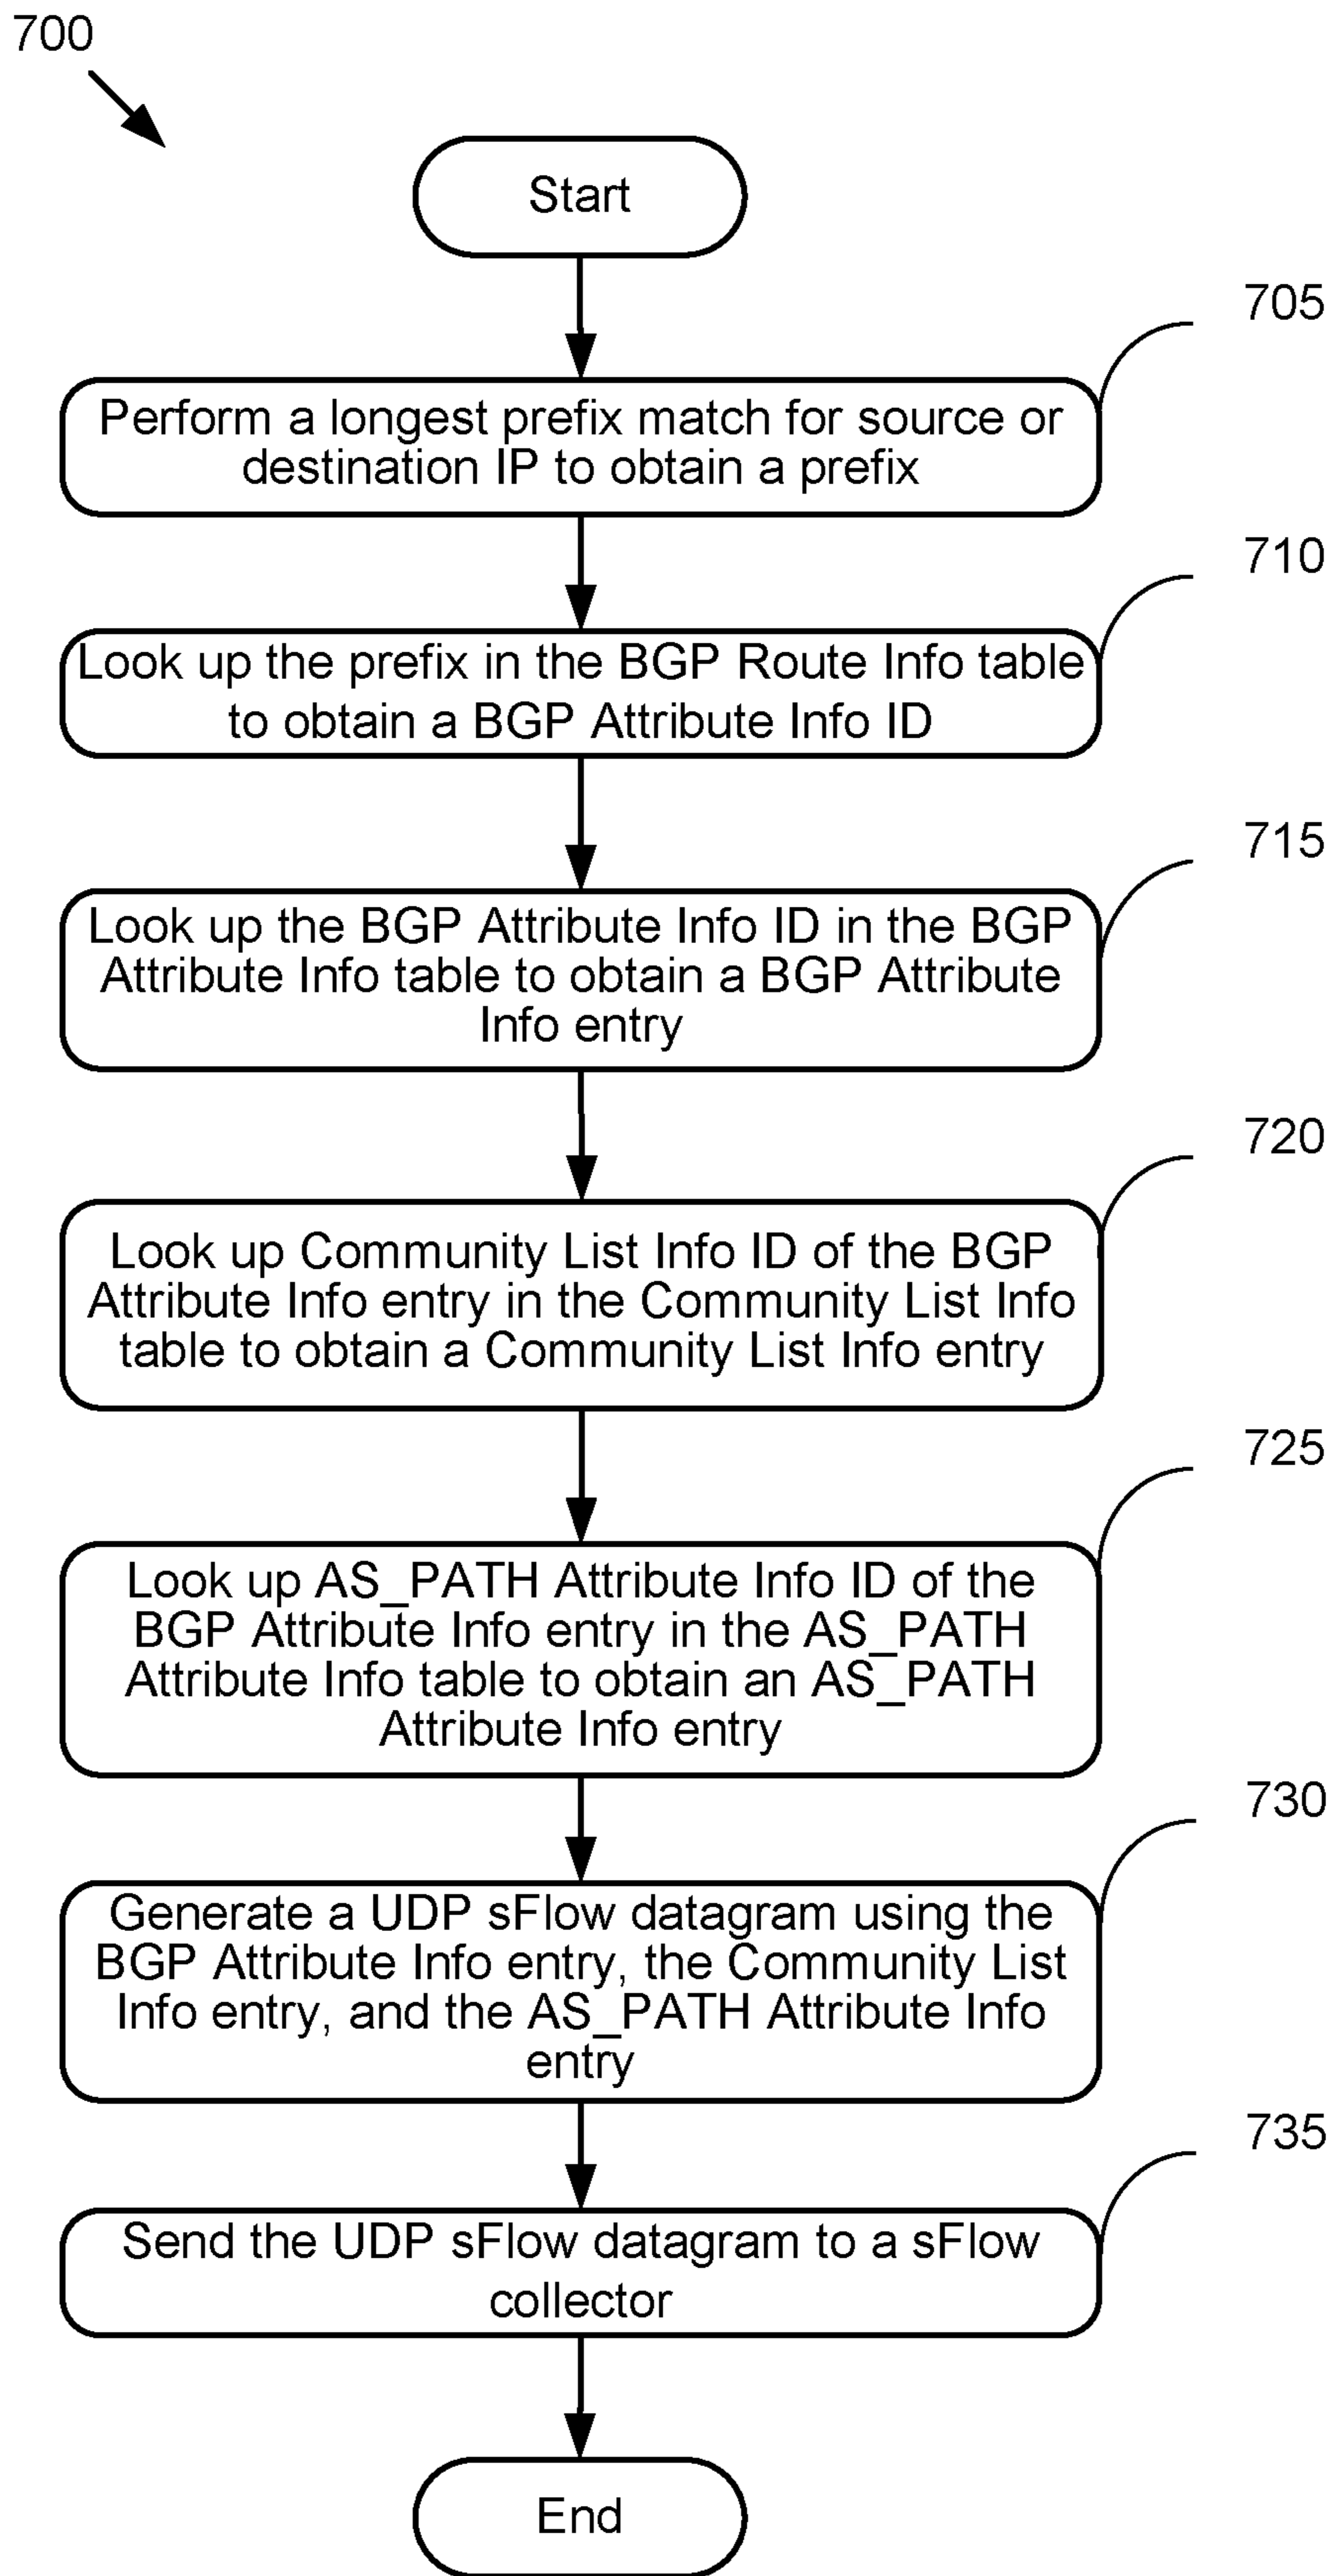 700
Start
705
Perform a longest prefix match for source or
destination IP to obtain a prefix
710
Look up the prefix in the BGP Route Info table
to obtain a BGP Attribute Info ID
715
Look up the BGP Attribute Info ID in the BGP
Attribute Info table to obtain a BGP Attribute
Info entry
720
Look up Community List Info ID of the BGP
Attribute Info entry in the Community List Info
table to obtain a Community List Info entry
725
Look up AS_PATH Attribute Info ID of the
BGP Attribute Info entry in the AS_PATH
Attribute Info table to obtain an AS_PATH
Attribute Info entry
730
Generate a UDP sFlow datagram using the
BGP Attribute Info entry, the Community List
Info entry, and the AS_PATH Attribute Info
entry
735
Send the UDP sFlow datagram to a sFlow
collector
End